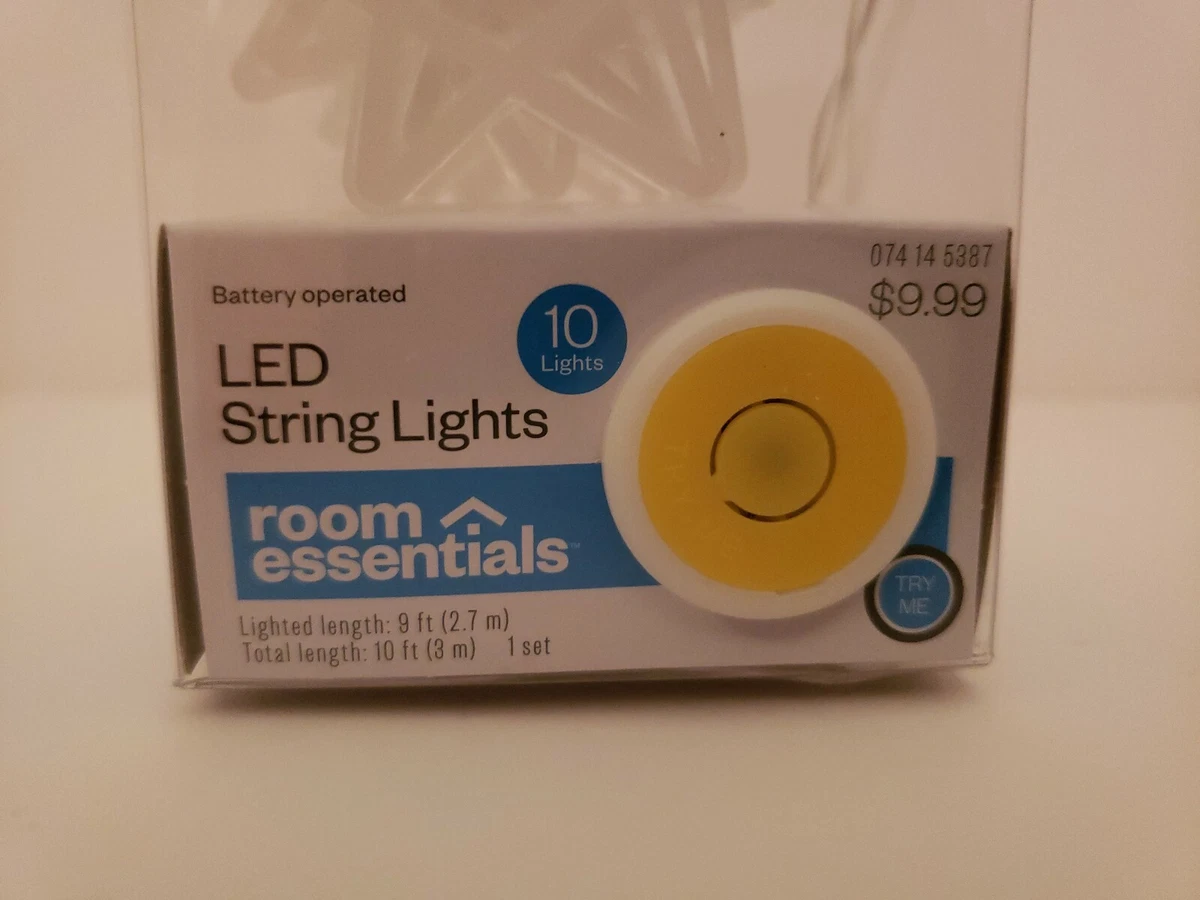 074 14 5387
$9.99
Battery operated
10
Lights
LED
String Lights
room
essentials™
TRY
ME
Lighted length: 9 ft (2.7 m)
Total length: 10 ft (3 m) 1 set